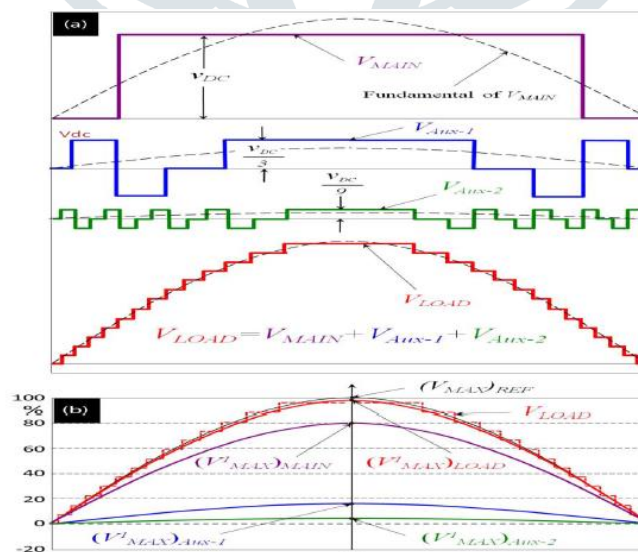 (a)
V_MAIN
v_DC
Fundamental of V_MAIN
Vdc
V_Aux-1
v_DC/3
v_DC/9
V_Aux-2
V_LOAD
V_LOAD=V_MAIN+V_Aux-1+V_Aux-2
(b)
100
(V_MAX)_REF
%
V_LOAD
80
60
(V¹_MAX)_MAIN
(V¹_MAX)_LOAD
40
20
0
(V¹_MAX)_Aux-1
(V¹_MAX)_Aux-2
-20